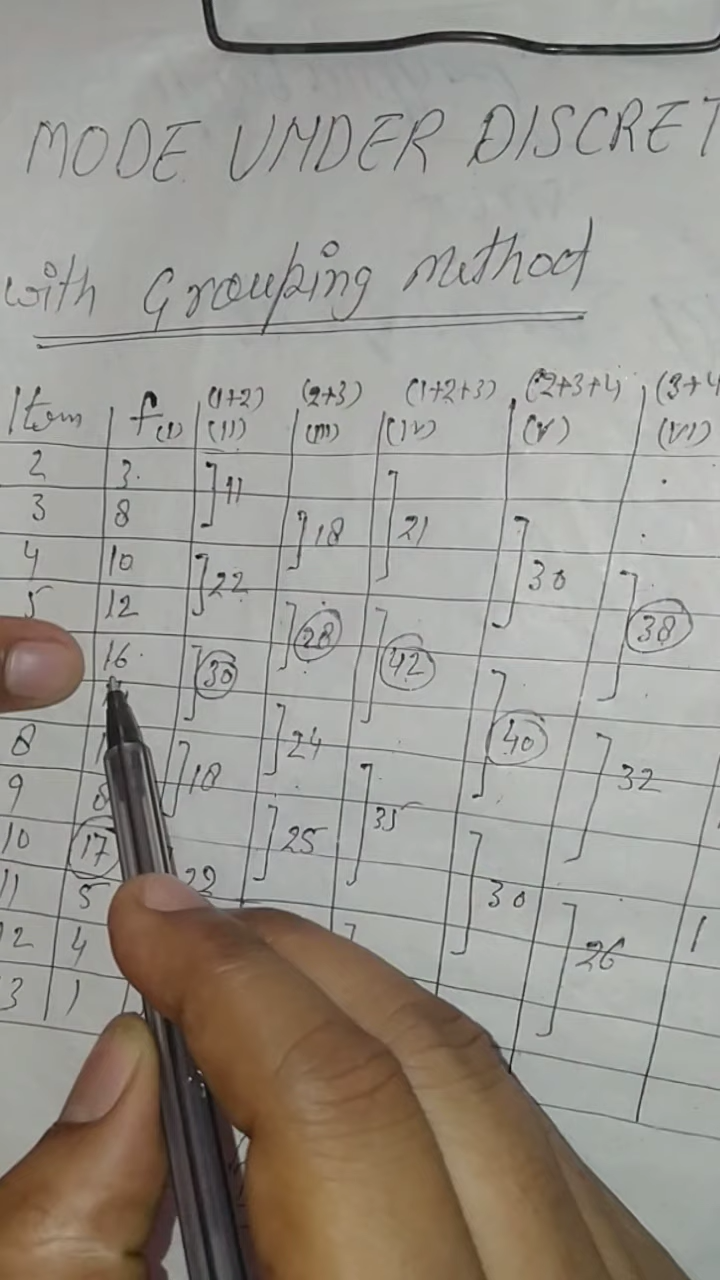 MODE UNDER DISCRET
with Grouping method
Item f(I) (1+2) (II) (2+3) (III) (1+2+3) (IV) (2+3+4) (V) (3+4 (VI)
2 3 11
3 8 18 21
4 10 22 30
5 12 28 38
16 30 42
8 24 40
9 8 18 32
10 17 25 35
11 5 22 30
12 4 26
3 1